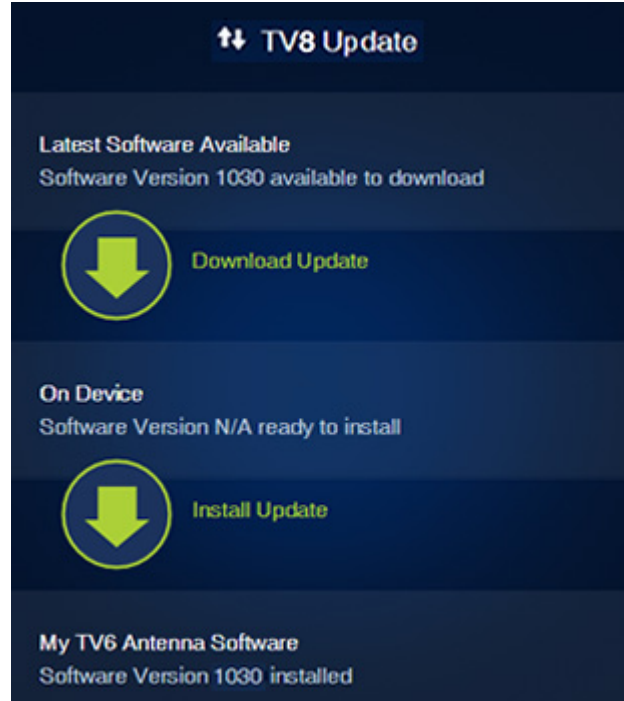 TV8 Update
Latest Software Available
Software Version 1030 available to download
Download Update
On Device
Software Version N/A ready to install
Install Update
My TV6 Antenna Software
Software Version 1030 installed